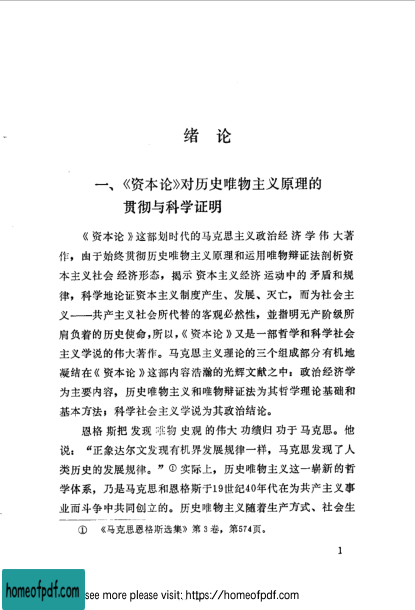 绪论
一、《资本论》对历史唯物主义原理的
贯彻与科学证明
《资本论》这部划时代的马克思主义政治经济学伟大著
作，由于始终贯彻历史唯物主义原理和运用唯物辩证法剖析资
本主义社会经济形态，揭示资本主义经济运动中的矛盾和规
律，科学地论证资本主义制度产生、发展、灭亡，而为社会主
义——共产主义社会所代替的客观必然性，并指明无产阶级所
肩负着的历史使命，所以，《资本论》又是一部哲学和科学社会
主义学说的伟大著作。马克思主义理论的三个组成部分有机地
凝结在《资本论》这部内容浩瀚的光辉文献之中：政治经济学
为主要内容，历史唯物主义和唯物辩证法为其哲学理论基础和
基本方法；科学社会主义学说为其政治结论。
恩格斯把发现唯物史观的伟大功绩归功于马克思。他
说：“正象达尔文发现有机界发展规律一样，马克思发现了人
类历史的发展规律。”①实际上，历史唯物主义这一崭新的哲
学体系，乃是马克思和恩格斯于19世纪40年代在为共产主义事
业而斗争中共同创立的。历史唯物主义随着生产方式、社会生
① 《马克思恩格斯选集》第3卷，第574页。
1
homeofpdf.com
see more please visit: https://homeofpdf.com